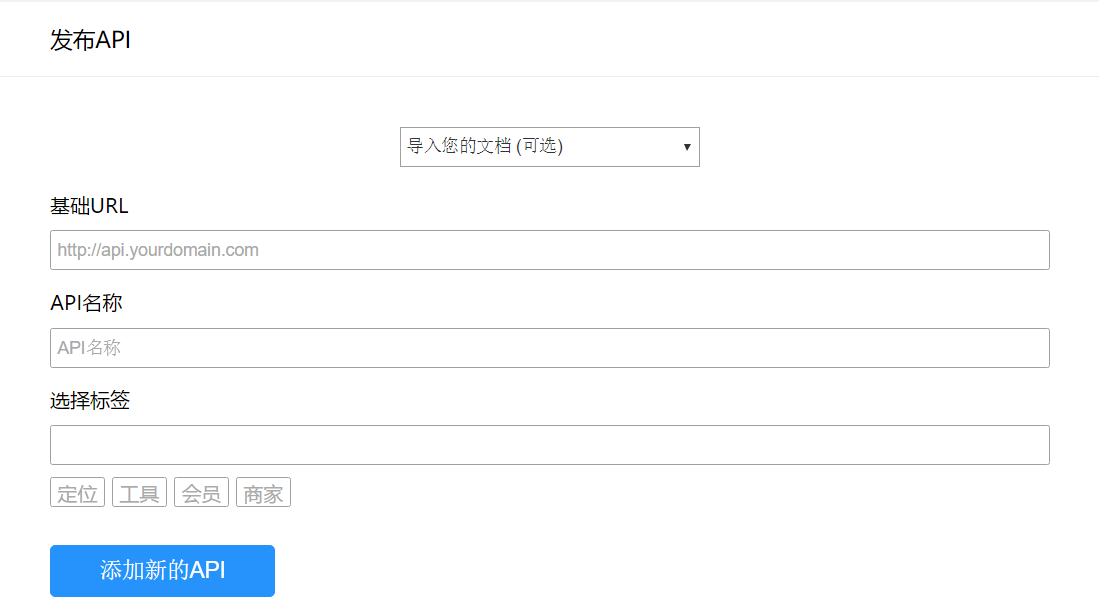 发布API
导入您的文档 (可选)
基础URL
http://api.yourdomain.com
API名称
API名称
选择标签
定位 工具 会员 商家
添加新的API